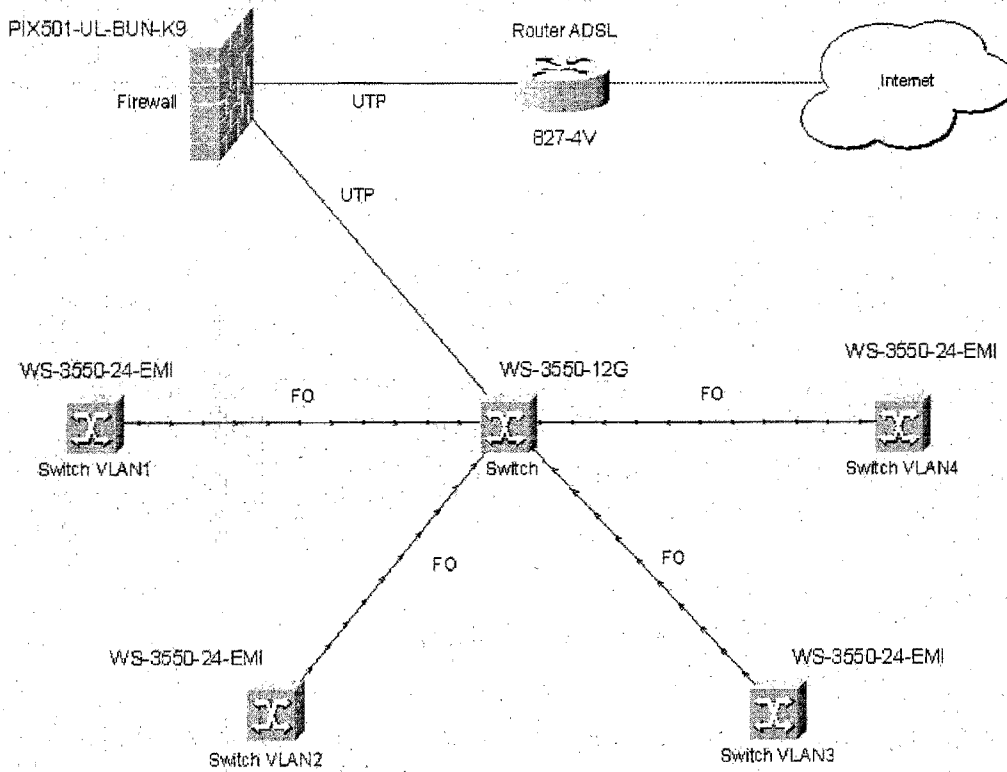 PIX501-UL-BUN-K9
Router ADSL
Internet
Firewall
UTP
827-4V
UTP
WS-3550-24-EMI
WS-3550-12G
WS-3550-24-EMI
FO
FO
Switch VLAN1
Switch
Switch VLAN4
FO
FO
WS-3550-24-EMI
WS-3550-24-EMI
Switch VLAN2
Switch VLAN3